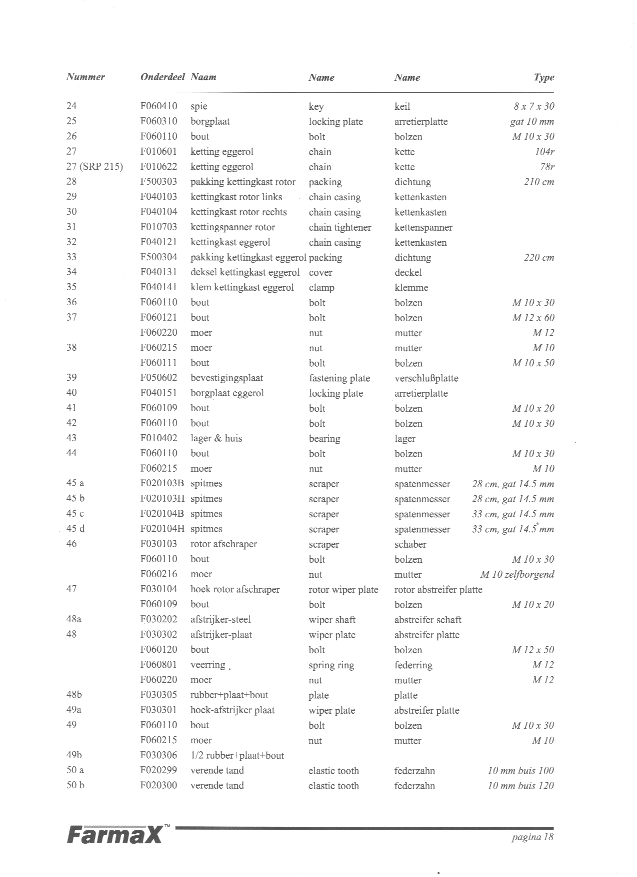 Nummer Onderdeel Naam Name Name Type
24 F060410 spie key keil 8 x 7 x 30
25 F060310 borgplaat locking plate arretierplatte gat 10 mm
26 F060110 bout bolt bolzen M 10 x 30
27 F010601 ketting eggerol chain kette 104r
27 (SRP 215) F010622 ketting eggerol chain kette 78r
28 F500303 pakking kettingkast rotor packing dichtung 210 cm
29 F040103 kettingkast rotor links chain casing kettenkasten
30 F040104 kettingkast rotor rechts chain casing kettenkasten
31 F010703 kettingspanner rotor chain tightener kettenspanner
32 F040121 kettingkast eggerol chain casing kettenkasten
33 F500304 pakking kettingkast eggerol packing dichtung 220 cm
34 F040131 deksel kettingkast eggerol cover deckel
35 F040141 klem kettingkast eggerol clamp klemme
36 F060110 bout bolt bolzen M 10 x 30
37 F060121 bout bolt bolzen M 12 x 60
F060220 moer nut mutter M 12
38 F060215 moer nut mutter M 10
F060111 bout bolt bolzen M 10 x 50
39 F050602 bevestigingsplaat fastening plate verschlußplatte
40 F040151 borgplaat eggerol locking plate arretierplatte
41 F060109 bout bolt bolzen M 10 x 20
42 F060110 bout bolt bolzen M 10 x 30
43 F010402 lager & huis bearing lager
44 F060110 bout bolt bolzen M 10 x 30
F060215 moer nut mutter M 10
45 a F020103B spitmes scraper spatenmesser 28 cm, gat 14.5 mm
45 b F020103H spitmes scraper spatenmesser 28 cm, gat 14.5 mm
45 c F020104B spitmes scraper spatenmesser 33 cm, gat 14.5 mm
45 d F020104H spitmes scraper spatenmesser 33 cm, gat 14.5 mm
46 F030103 rotor afschraper scraper schaber
F060110 bout bolt bolzen M 10 x 30
F060216 moer nut mutter M 10 zelfborgend
47 F030104 hoek rotor afschraper rotor wiper plate rotor abstreifer platte
F060109 bout bolt bolzen M 10 x 20
48a F030202 afstrijker-steel wiper shaft abstreifer schaft
48 F030302 afstrijker-plaat wiper plate abstreifer platte
F060120 bout bolt bolzen M 12 x 50
F060801 veerring spring ring federring M 12
F060220 moer nut mutter M 12
48b F030305 rubber+plaat+bout plate platte
49a F030301 hoek-afstrijker plaat wiper plate abstreifer platte
49 F060110 bout bolt bolzen M 10 x 30
F060215 moer nut mutter M 10
49b F030306 1/2 rubber+plaat+bout
50 a F020299 verende tand elastic tooth federzahn 10 mm buis 100
50 b F020300 verende tand elastic tooth federzahn 10 mm buis 120
FarmaX™ pagina 18